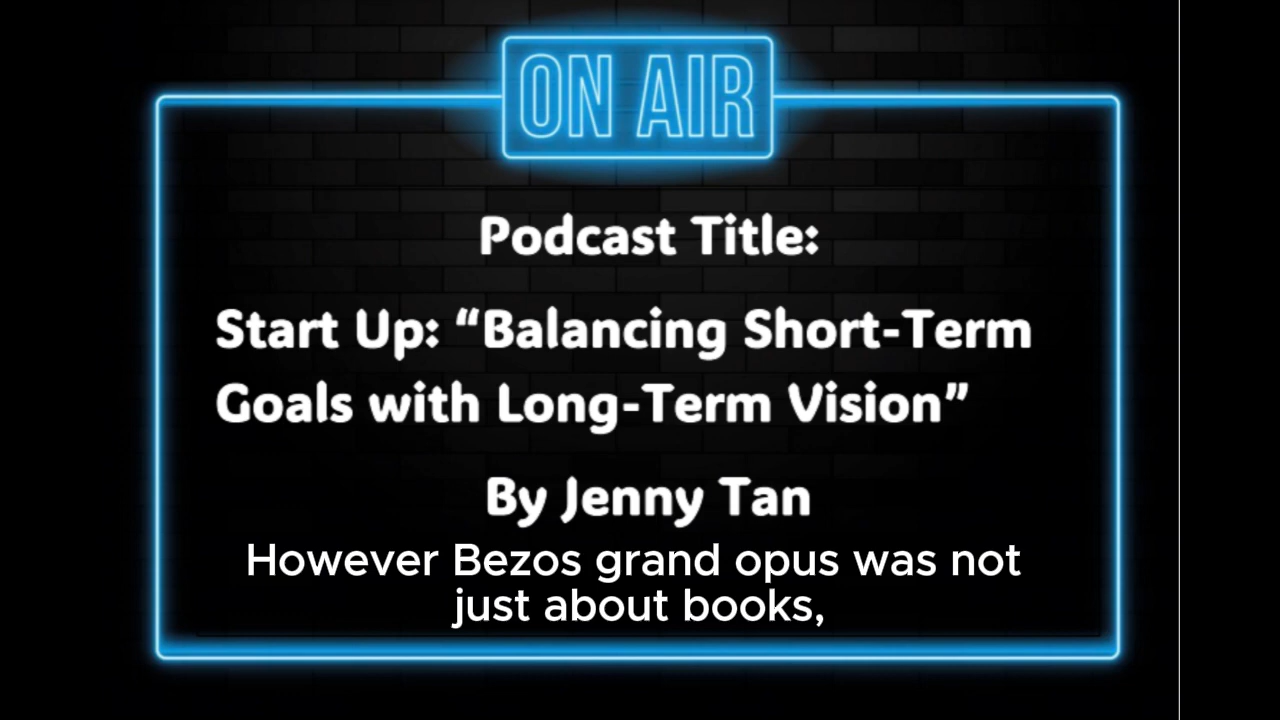 ON AIR
Podcast Title:
Start Up: “Balancing Short-Term
Goals with Long-Term Vision”
By Jenny Tan
However Bezos grand opus was not
just about books,